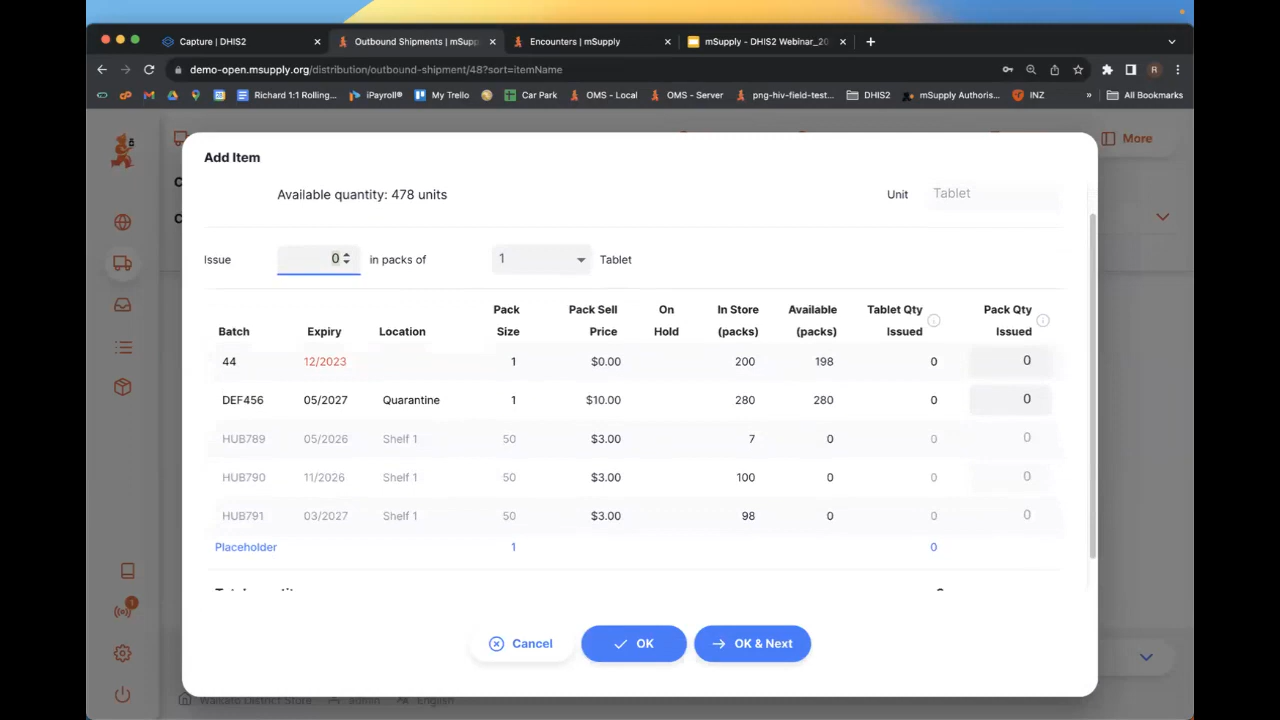 Capture | DHIS2
Outbound Shipments | mSupp
Encounters | mSupply
mSupply - DHIS2 Webinar_20
demo-open.msupply.org/distribution/outbound-shipment/48?sort=itemName
R
Richard 1:1 Rolling...
iPayroll®
My Trello
Car Park
OMS - Local
OMS - Server
png-hiv-field-test...
DHIS2
mSupply Authoris...
INZ
»
All Bookmarks
More
Add Item
Available quantity: 478 units
Unit
Tablet
Issue
0
in packs of
1
Tablet
Batch Expiry Location Pack Size Pack Sell Price On Hold In Store (packs) Available (packs) Tablet Qty Issued Pack Qty Issued
44 12/2023 1 $0.00 200 198 0 0
DEF456 05/2027 Quarantine 1 $10.00 280 280 0 0
HUB789 05/2026 Shelf 1 50 $3.00 7 0 0 0
HUB790 11/2026 Shelf 1 50 $3.00 100 0 0 0
HUB791 03/2027 Shelf 1 50 $3.00 98 0 0 0
Placeholder 1 0
Total quantity
Cancel
OK
OK & Next
1
Waikato District Store
admin
English